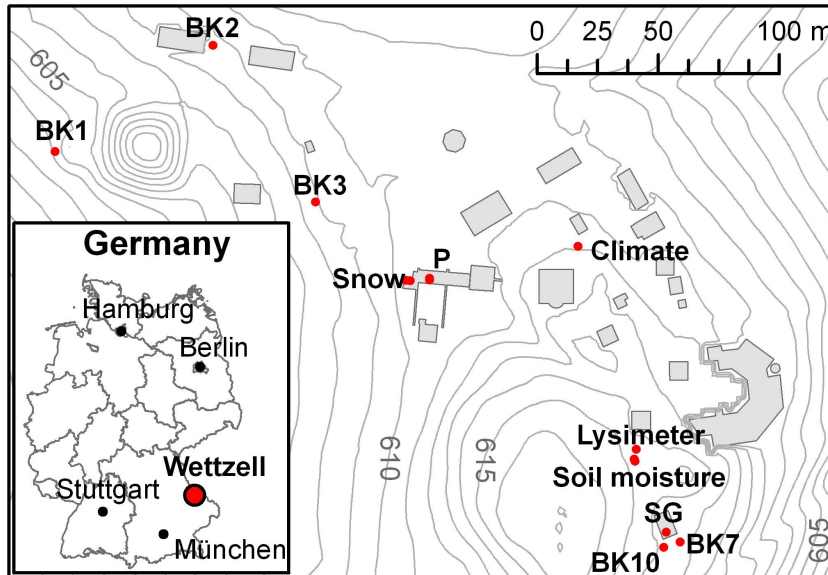 BK2
0 25 50 100 m
605
BK1
BK3
Germany
Climate
P
Snow
Hamburg
Berlin
Lysimeter
610
615
Wettzell
Soil moisture
Stuttgart
SG
München
BK7
BK10
605